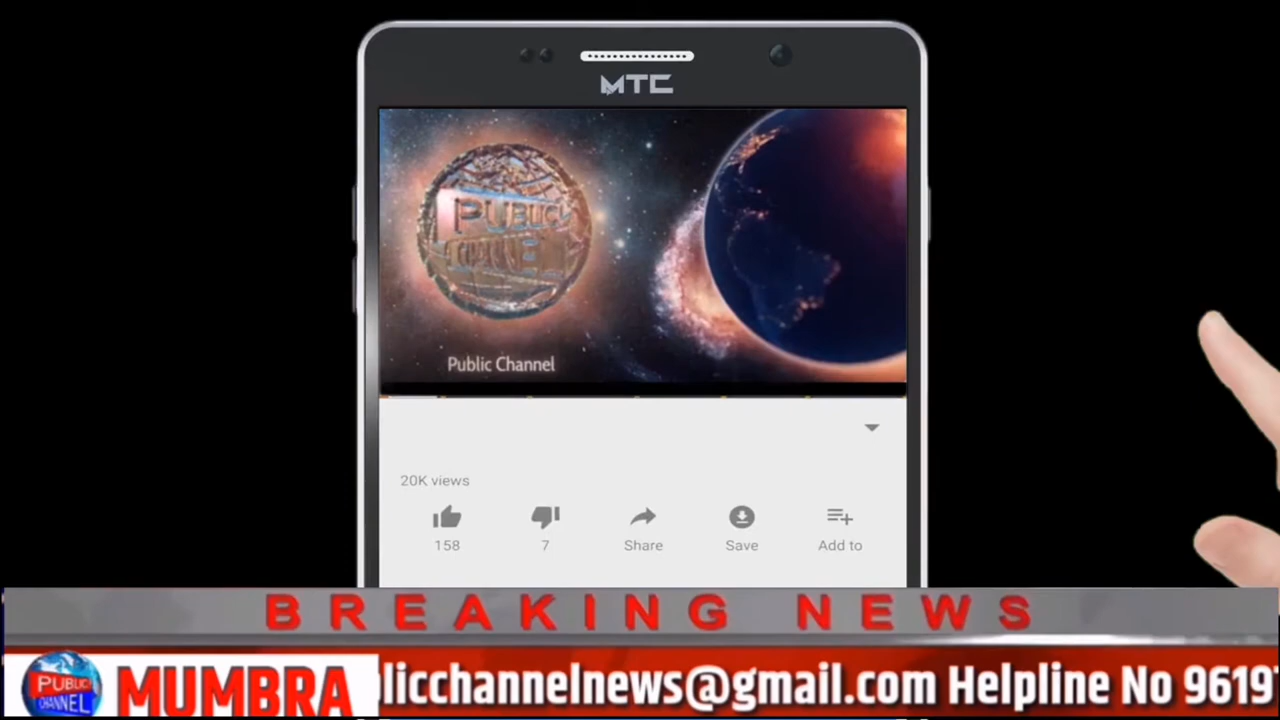 MTC
PUBLIC
CHANNEL
Public Channel
20K views
158
7
Share
Save
Add to
BREAKING NEWS
PUBLIC
CHANNEL
MUMBRA
licchannelnews@gmail.com Helpline No 9619